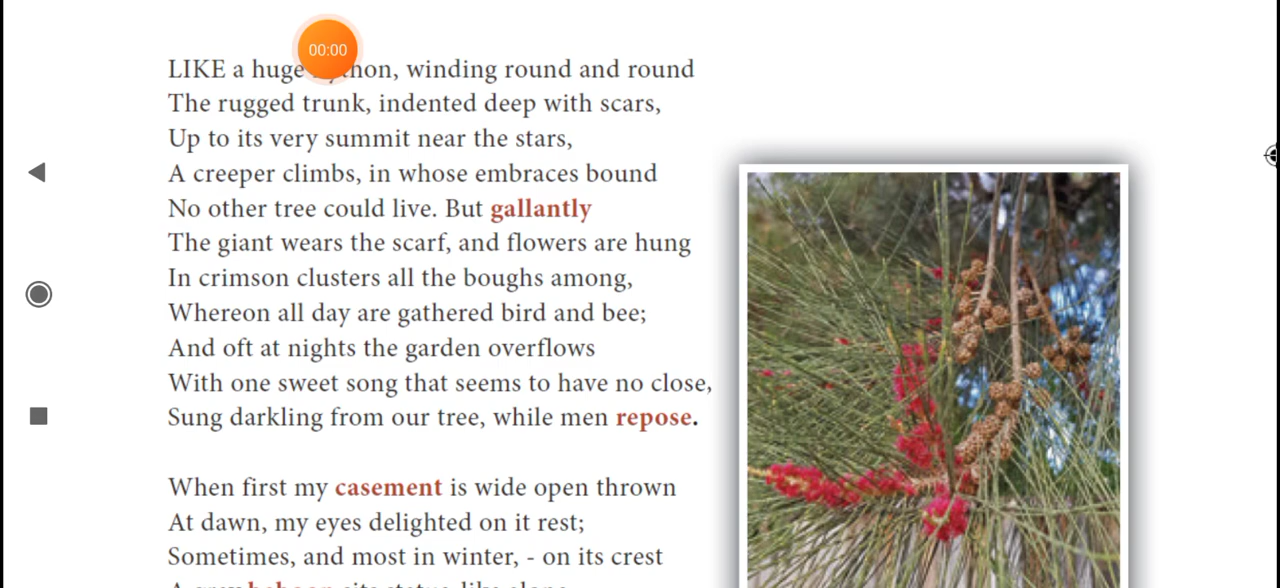 00:00
LIKE a huge hon, winding round and round
The rugged trunk, indented deep with scars,
Up to its very summit near the stars,
A creeper climbs, in whose embraces bound
No other tree could live. But gallantly
The giant wears the scarf, and flowers are hung
In crimson clusters all the boughs among,
Whereon all day are gathered bird and bee;
And oft at nights the garden overflows
With one sweet song that seems to have no close,
Sung darkling from our tree, while men repose.
When first my casement is wide open thrown
At dawn, my eyes delighted on it rest;
Sometimes, and most in winter, - on its crest